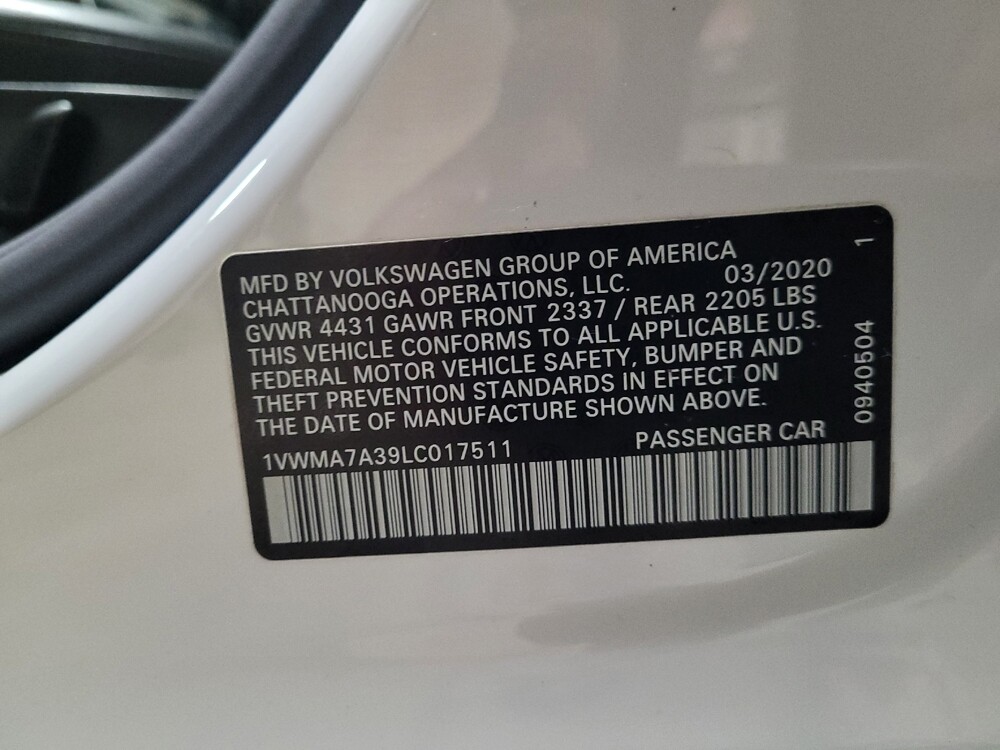 MFD BY VOLKSWAGEN GROUP OF AMERICA
CHATTANOOGA OPERATIONS, LLC. 03/2020
GVWR 4431 GAWR FRONT 2337 / REAR 2205 LBS
THIS VEHICLE CONFORMS TO ALL APPLICABLE U.S.
FEDERAL MOTOR VEHICLE SAFETY, BUMPER AND
THEFT PREVENTION STANDARDS IN EFFECT ON
THE DATE OF MANUFACTURE SHOWN ABOVE.
1VWMA7A39LC017511 PASSENGER CAR
0940504 1